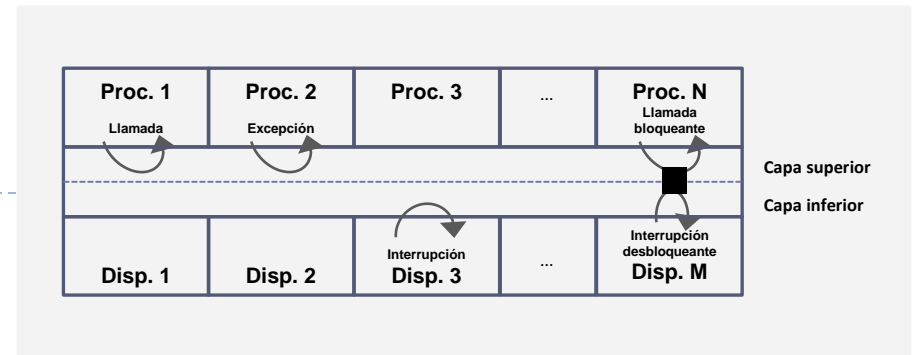 Proc. 1
Proc. 2
Proc. 3
...
Proc. N
Llamada
Excepción
Llamada
bloqueante
Capa superior
Capa inferior
Interrupción
Interrupción
desbloqueante
Disp. 1
Disp. 2
Disp. 3
...
Disp. M